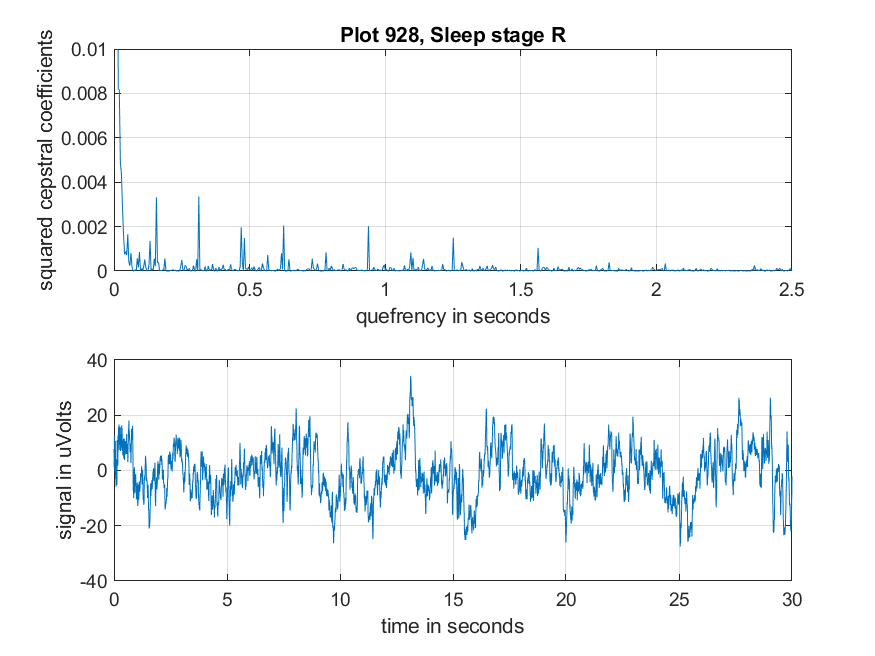 Plot 928, Sleep stage R
squared cepstral coefficients
0.01
0.008
0.006
0.004
0.002
0
0 0.5 1 1.5 2 2.5
quefrency in seconds
signal in uVolts
40
20
0
-20
-40
0 5 10 15 20 25 30
time in seconds